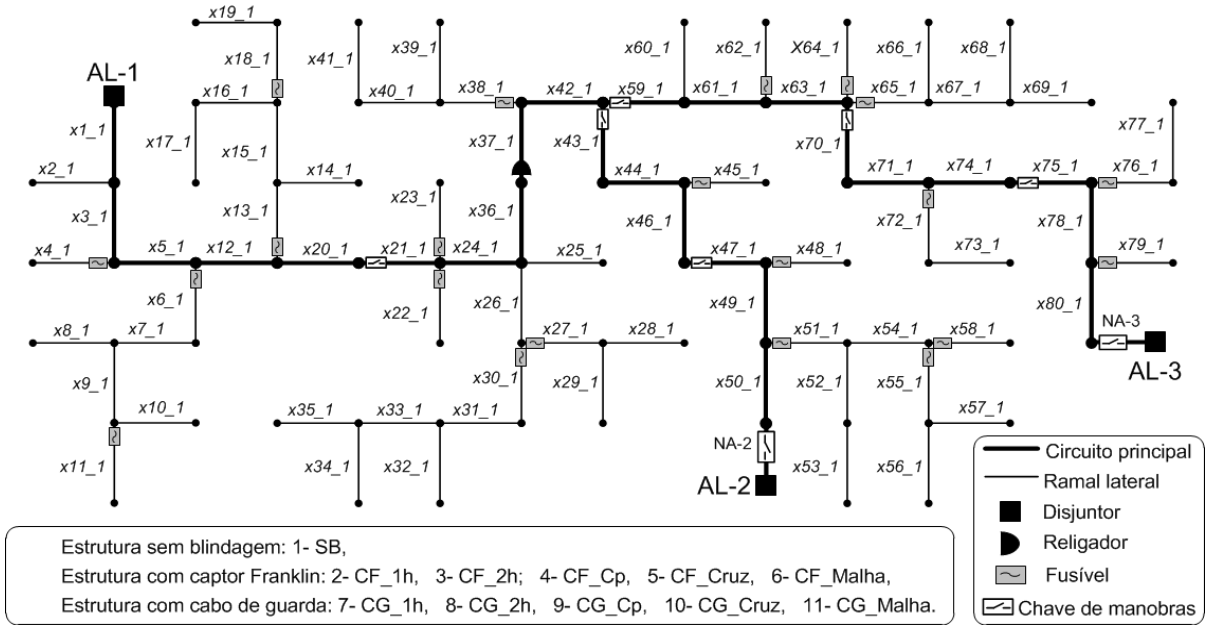 x19_1
x18_1
x41_1
x39_1
x60_1
x62_1
X64_1
x66_1
x68_1
AL-1
x16_1
x40_1
x38_1
x42_1
x59_1
x61_1
x63_1
x65_1
x67_1
x69_1
x1_1
x17_1
x15_1
x37_1
x43_1
x70_1
x77_1
x2_1
x14_1
x44_1
x45_1
x71_1
x74_1
x75_1
x76_1
x3_1
x13_1
x23_1
x36_1
x46_1
x72_1
x78_1
x4_1
x5_1
x12_1
x20_1
x21_1
x24_1
x25_1
x47_1
x48_1
x73_1
x79_1
x6_1
x22_1
x26_1
x49_1
x80_1
NA-3
x8_1
x7_1
x27_1
x28_1
x51_1
x54_1
x58_1
AL-3
x9_1
x30_1
x29_1
x50_1
x52_1
x55_1
x10_1
x35_1
x33_1
x31_1
x57_1
NA-2
x11_1
x34_1
x32_1
x53_1
x56_1
AL-2
Circuito principal
Ramal lateral
Disjuntor
Religador
Fusível
Chave de manobras
Estrutura sem blindagem: 1- SB,
Estrutura com captor Franklin: 2- CF_1h, 3- CF_2h; 4- CF_Cp, 5- CF_Cruz, 6- CF_Malha,
Estrutura com cabo de guarda: 7- CG_1h, 8- CG_2h, 9- CG_Cp, 10- CG_Cruz, 11- CG_Malha.